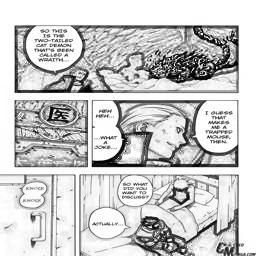 SO THIS
IS THE
TWO-TAILED
CAT DEMON
THAT'S BEEN
CALLED A
WRAITH...
医
HEH
HEH...
...WHAT
A
JOKE...
I GUESS
THAT
MAKES
ME A
TRAPPED
MOUSE,
THEN.
KNOCK
KNOCK
SO WHAT
DID YOU
WANT TO
DISCUSS?
ACTUALLY...